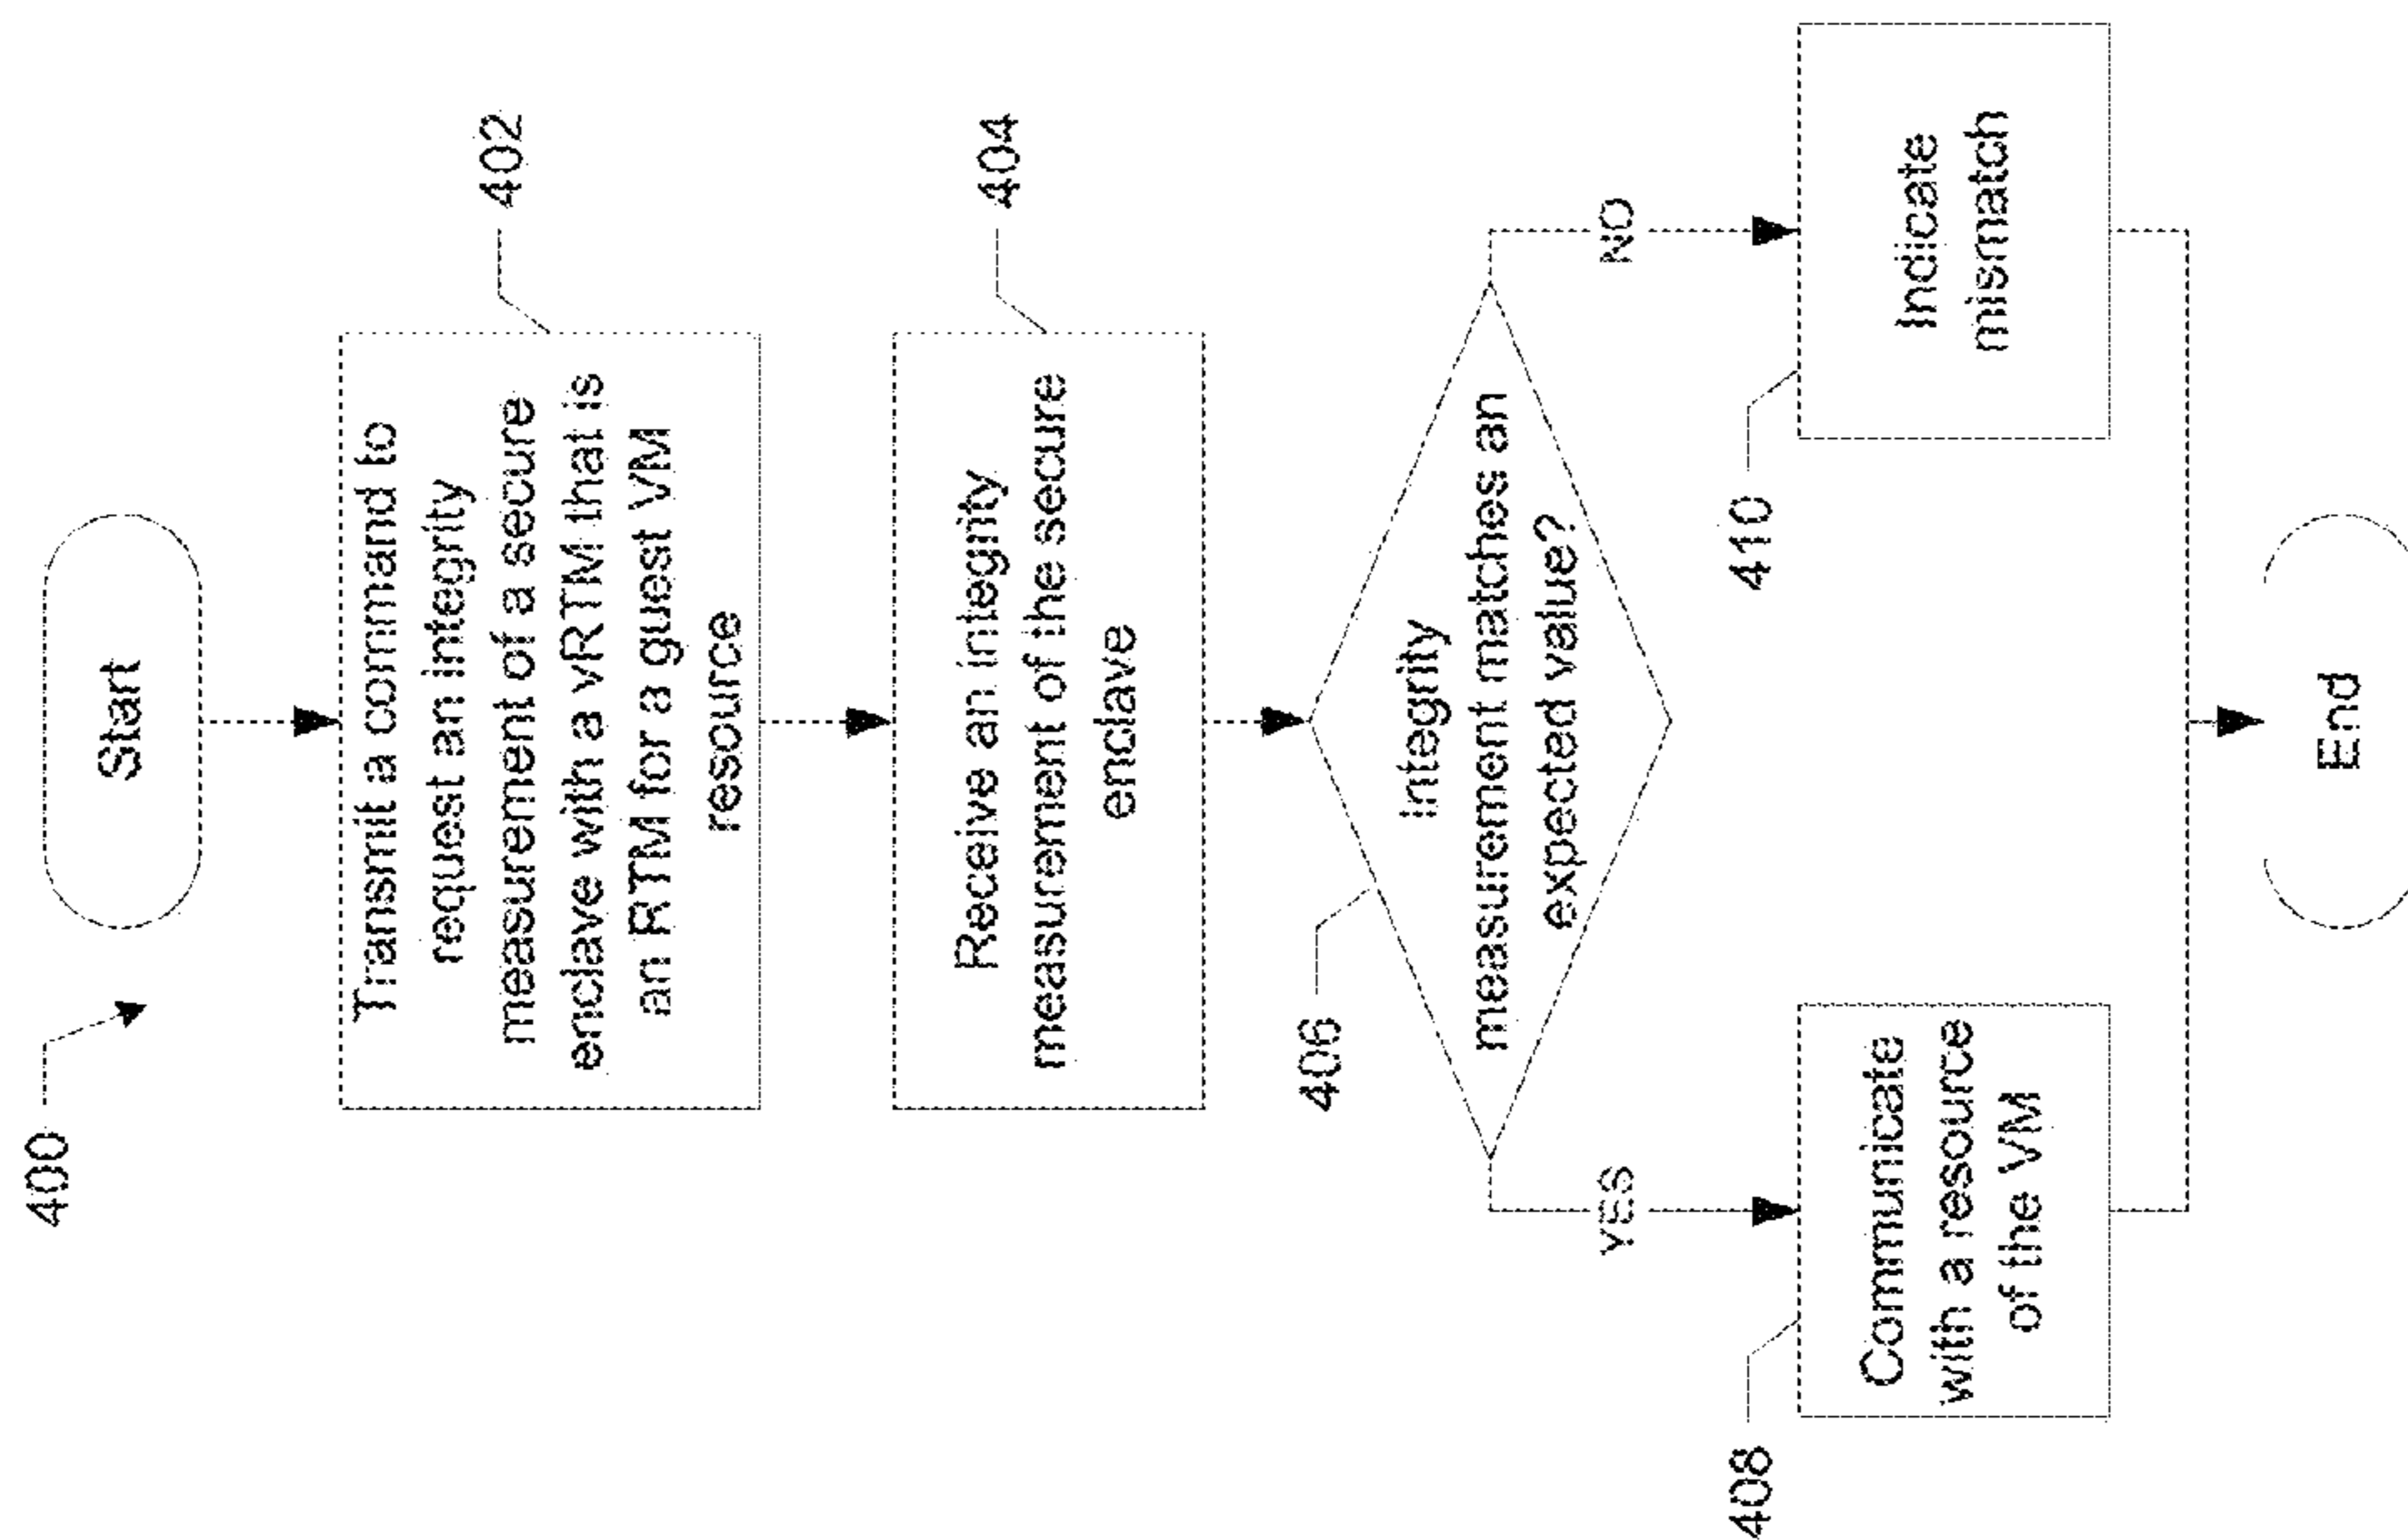 400
Start
Transmit a command to
request an integrity
measurement of a secure
enclave with a vRTM that is
an RTM for a guest VM
resource
402
Receive an integrity
measurement of the secure
enclave
404
406
Integrity
measurement matches an
expected value?
YES
NO
408
Communicate
with a resource
of the VM
410
Indicate
mismatch
End